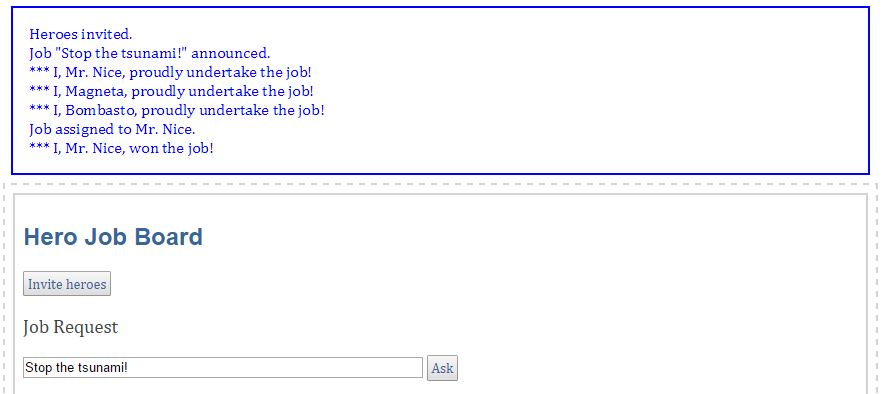 Heroes invited.
Job "Stop the tsunami!" announced.
*** I, Mr. Nice, proudly undertake the job!
*** I, Magneta, proudly undertake the job!
*** I, Bombasto, proudly undertake the job!
Job assigned to Mr. Nice.
*** I, Mr. Nice, won the job!
Hero Job Board
Invite heroes
Job Request
Stop the tsunami! Ask